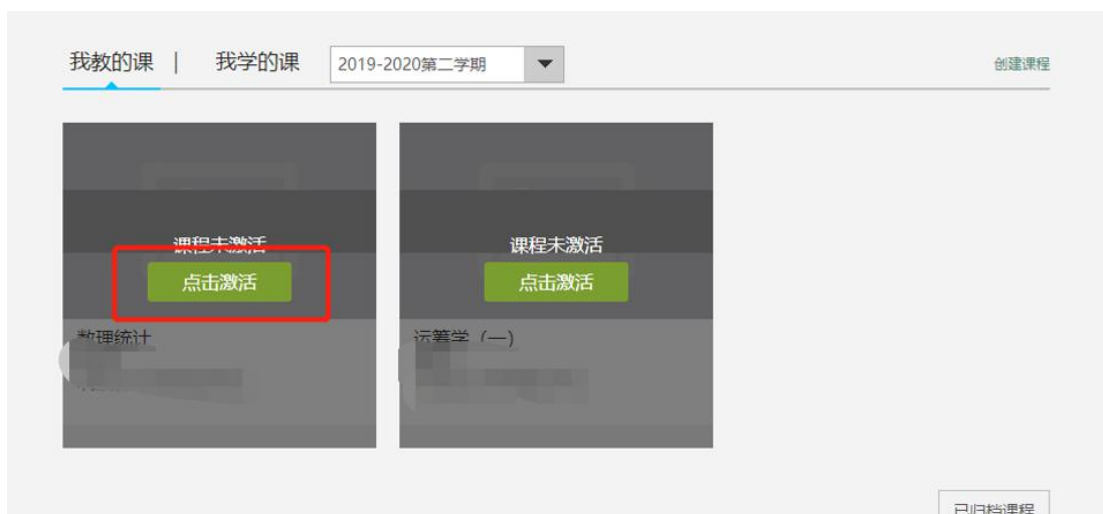 我教的课 | 我学的课 2019-2020第二学期 创建课程
课程未激活 课程未激活
点击激活 点击激活
数理统计 运筹学（一）
已归档课程